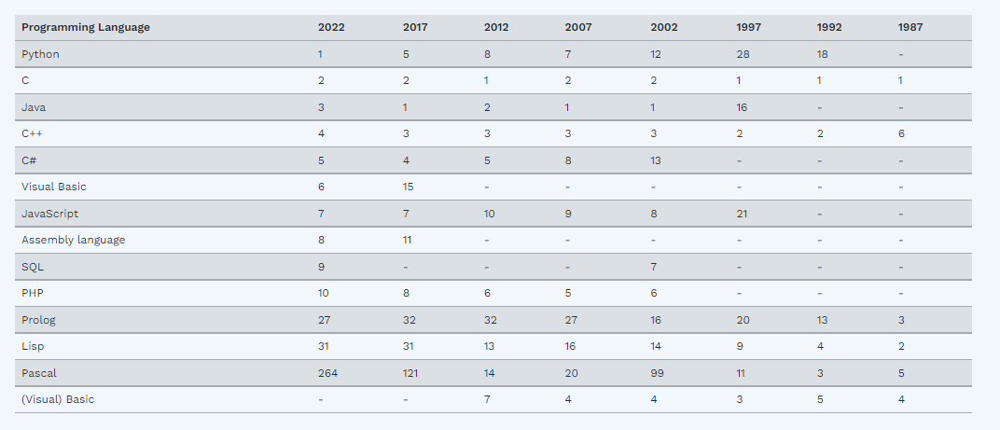 Programming Language 2022 2017 2012 2007 2002 1997 1992 1987
Python 1 5 8 7 12 28 18 -
C 2 2 1 2 2 1 1 1
Java 3 1 2 1 1 16 - -
C++ 4 3 3 3 3 2 2 6
C# 5 4 5 8 13 - - -
Visual Basic 6 15 - - - - - -
JavaScript 7 7 10 9 8 21 - -
Assembly language 8 11 - - - - - -
SQL 9 - - - 7 - - -
PHP 10 8 6 5 6 - - -
Prolog 27 32 32 27 16 20 13 3
Lisp 31 31 13 16 14 9 4 2
Pascal 264 121 14 20 99 11 3 5
(Visual) Basic - - 7 4 4 3 5 4